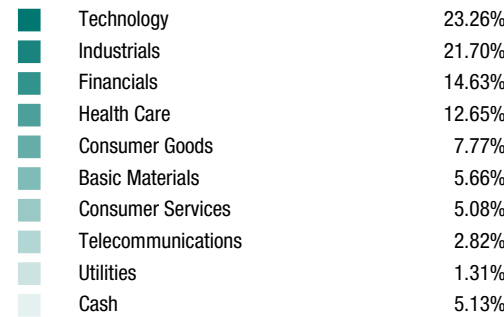 Technology 23.26%
Industrials 21.70%
Financials 14.63%
Health Care 12.65%
Consumer Goods 7.77%
Basic Materials 5.66%
Consumer Services 5.08%
Telecommunications 2.82%
Utilities 1.31%
Cash 5.13%